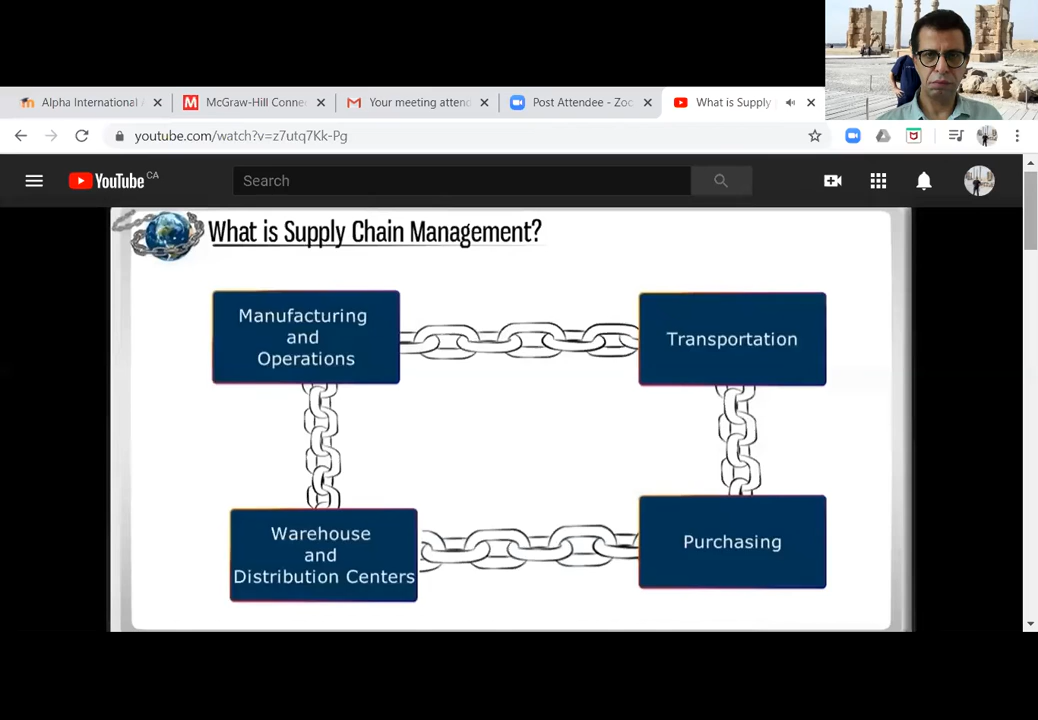 Alpha International A
McGraw-Hill Conne
Your meeting attend
Post Attendee - Zoo
What is Supply
youtube.com/watch?v=z7utq7Kk-Pg
YouTube CA
Search
What is Supply Chain Management?
Manufacturing
and
Operations
Transportation
Warehouse
and
Distribution Centers
Purchasing